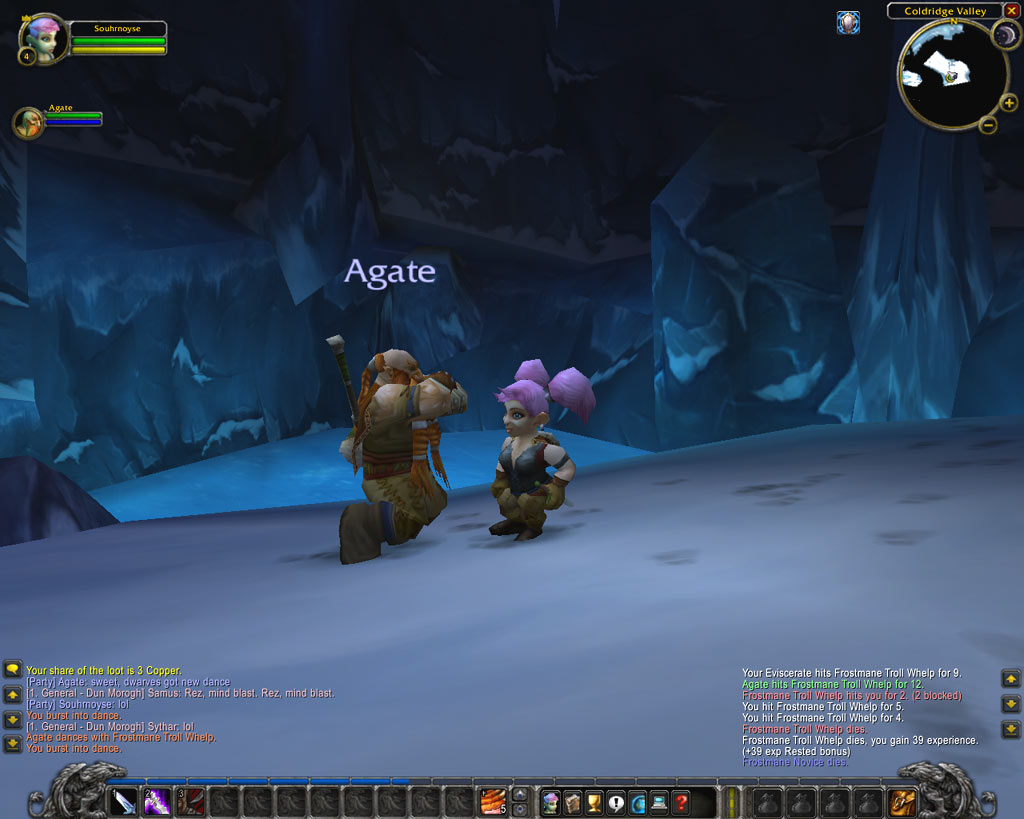 Souhrnoyse
4
Agate
Coldridge Valley
N
Agate
Your share of the loot is 3 Copper.
[Party] Agate: sweet, dwarves got new dance
[1. General - Dun Morogh] Samus: Rez, mind blast. Rez, mind blast.
[Party] Souhrnoyse: lol
You burst into dance.
[1. General - Dun Morogh] Sythar: lol
Agate dances with Frostmane Troll Whelp.
You burst into dance.
Your Eviscerate hits Frostmane Troll Whelp for 9.
Agate hits Frostmane Troll Whelp for 12.
Frostmane Troll Whelp hits you for 2. (2 blocked)
You hit Frostmane Troll Whelp for 5.
You hit Frostmane Troll Whelp for 4.
Frostmane Troll Whelp dies.
Frostmane Troll Whelp dies, you gain 39 experience.
(+39 exp Rested bonus)
Frostmane Novice dies.
2
3
5
!
?